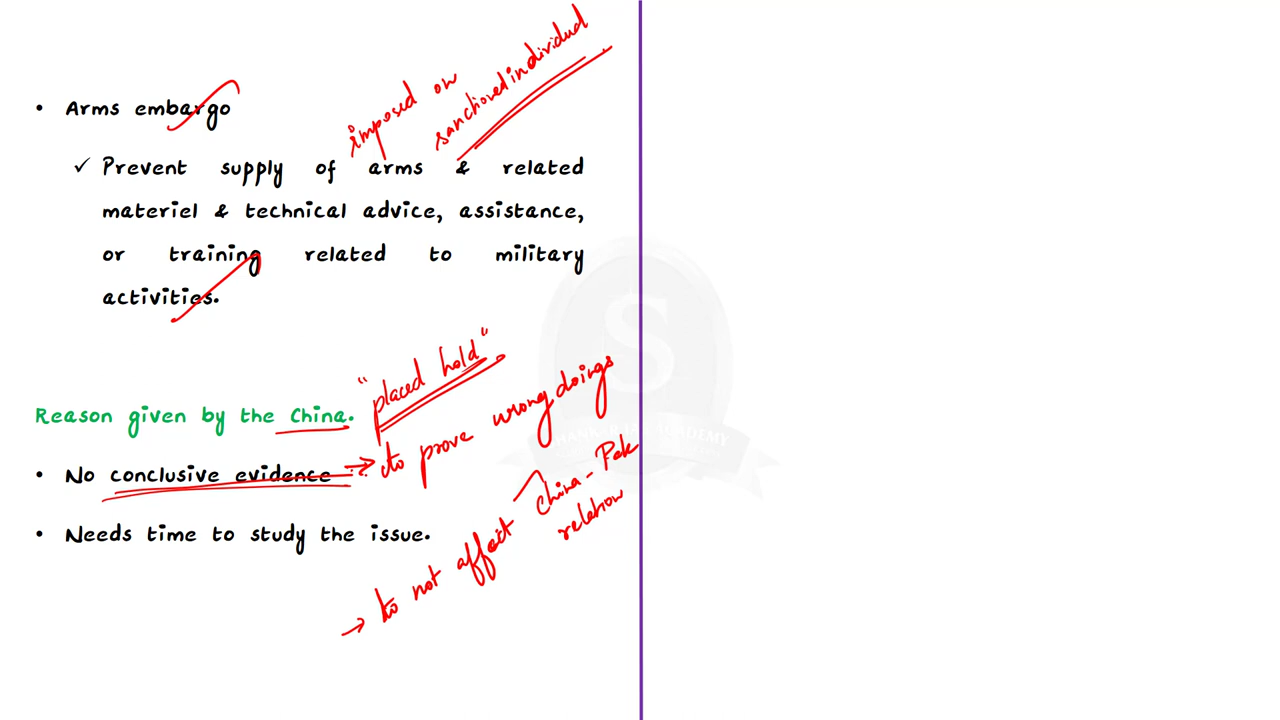 • Arms embargo
imposed on
sanctioned individual
✓ Prevent supply of arms & related
materiel & technical advice, assistance,
or training related to military
activities.
"placed hold"
Reason given by the China.
• No conclusive evidence → to prove wrong doings
• Needs time to study the issue.
→ to not affect China-Pak
relation